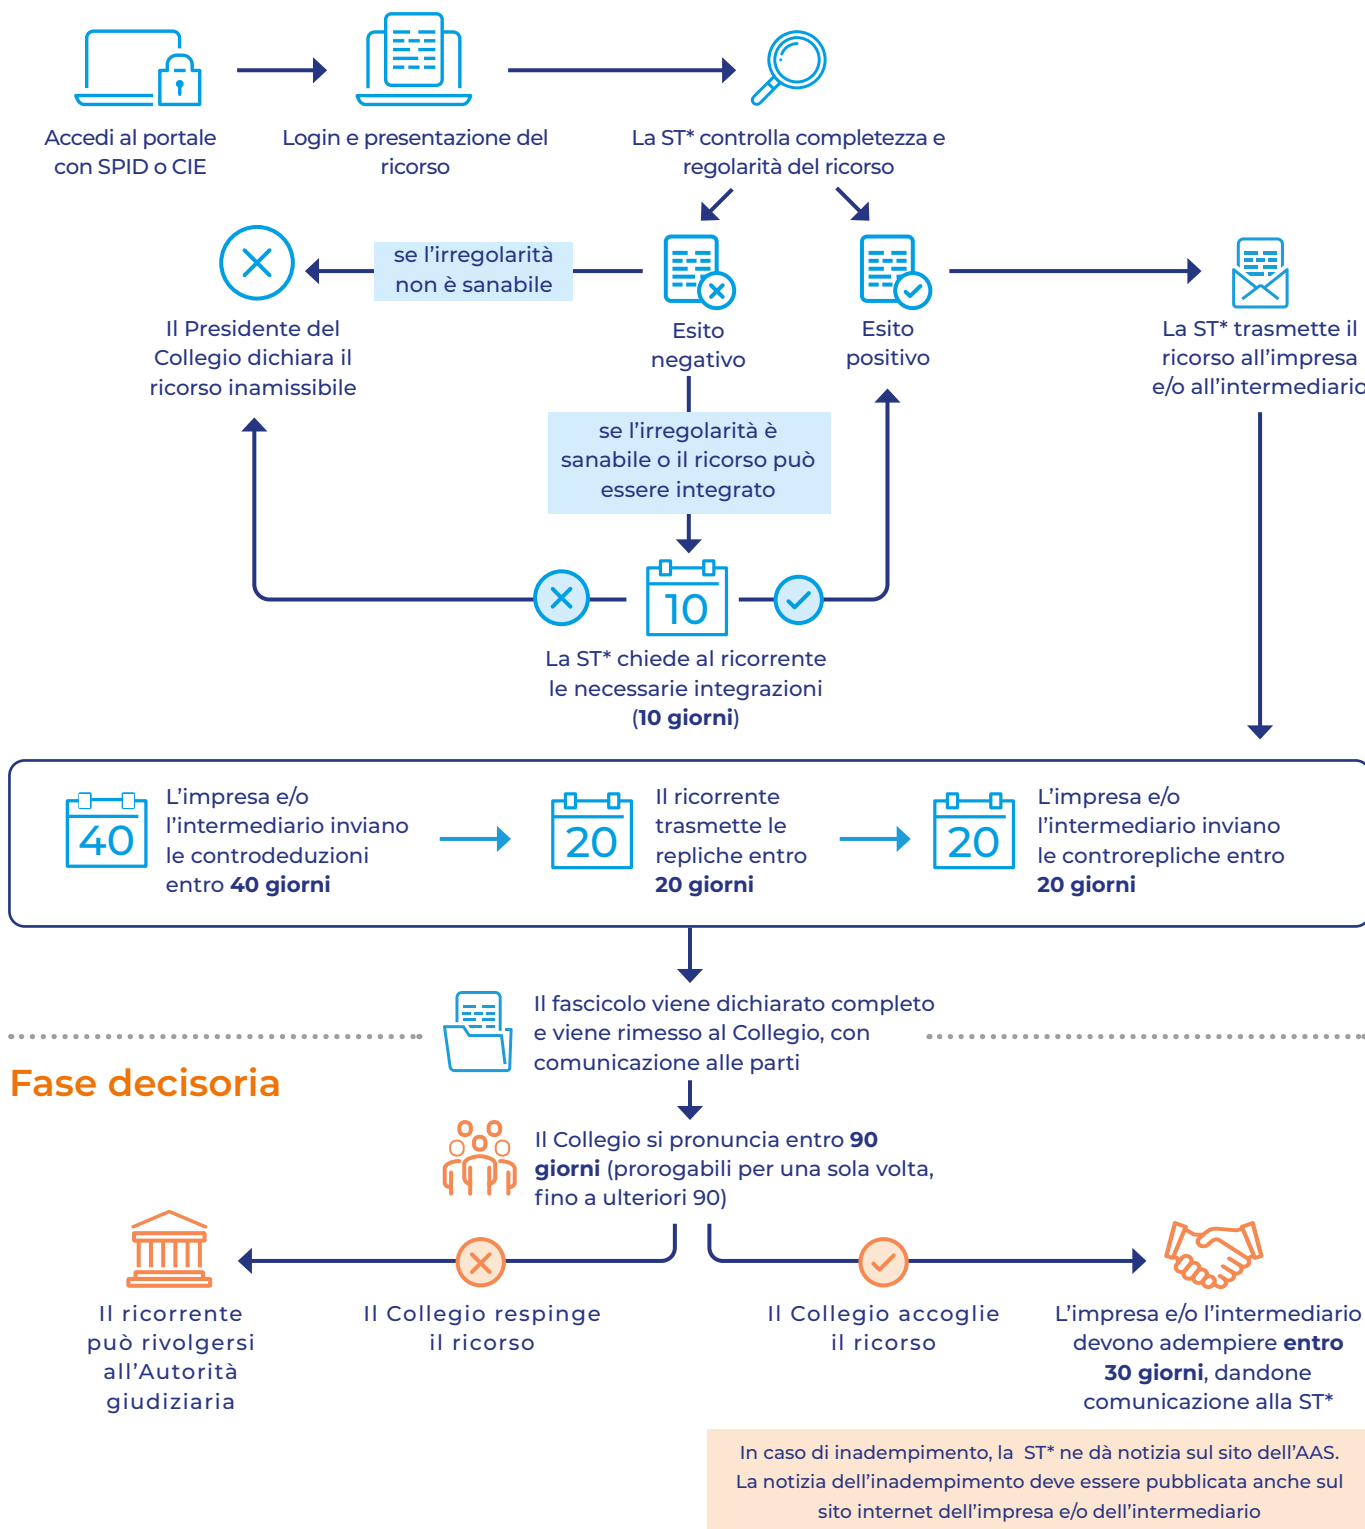 Accedi al portale
con SPID o CIE
Login e presentazione del
ricorso
La ST* controlla completezza e
regolarità del ricorso
se l'irregolarità
non è sanabile
Il Presidente del
Collegio dichiara il
ricorso inamissibile
Esito
negativo
Esito
positivo
La ST* trasmette il
ricorso all'impresa
e/o all'intermediario
se l'irregolarità è
sanabile o il ricorso può
essere integrato
10
La ST* chiede al ricorrente
le necessarie integrazioni
(10 giorni)
40
L'impresa e/o
l'intermediario inviano
le controdeduzioni
entro 40 giorni
20
Il ricorrente
trasmette le
repliche entro
20 giorni
20
L'impresa e/o
l'intermediario inviano
le controrepliche entro
20 giorni
Il fascicolo viene dichiarato completo
e viene rimesso al Collegio, con
comunicazione alle parti
Fase decisoria
Il Collegio si pronuncia entro 90
giorni (prorogabili per una sola volta,
fino a ulteriori 90)
Il ricorrente
può rivolgersi
all'Autorità
giudiziaria
Il Collegio respinge
il ricorso
Il Collegio accoglie
il ricorso
L'impresa e/o l'intermediario
devono adempiere entro
30 giorni, dandone
comunicazione alla ST*
In caso di inadempimento, la ST* ne dà notizia sul sito dell'AAS.
La notizia dell'inadempimento deve essere pubblicata anche sul
sito internet dell'impresa e/o dell'intermediario